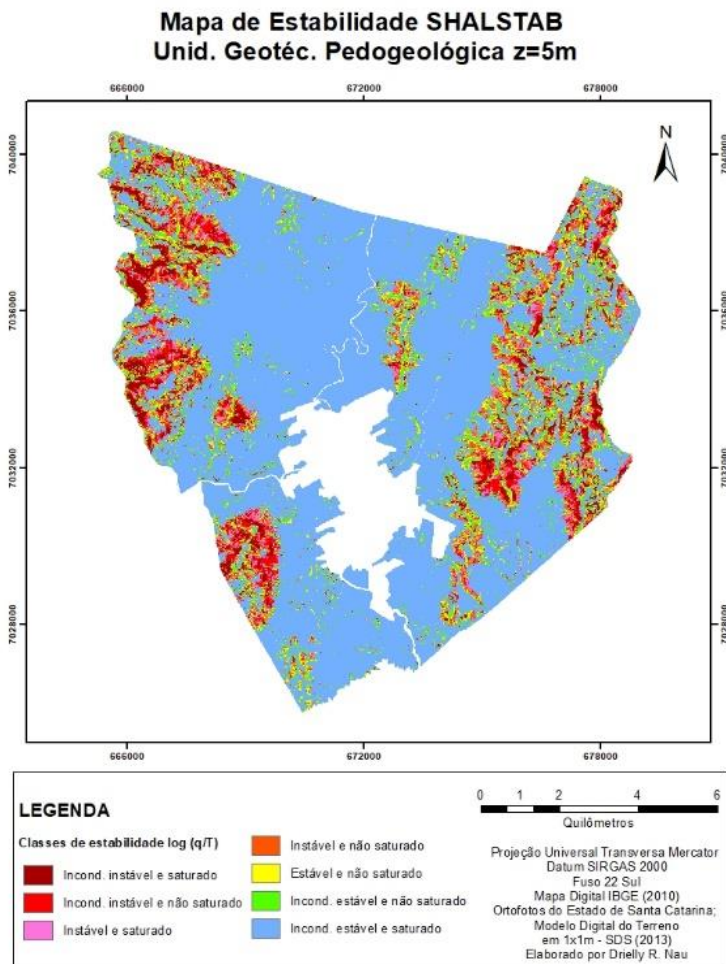 Mapa de Estabilidade SHALSTAB
Unid. Geotéc. Pedogeológica z=5m
666000
672000
678000
N
7040000
7040000
7036000
7036000
7032000
7032000
7028000
7028000
666000
672000
678000
LEGENDA
Classes de estabilidade log (q/T)
Incond. instável e saturado
Incond. instável e não saturado
Instável e saturado
Instável e não saturado
Estável e não saturado
Incond. estável e não saturado
Incond. estável e saturado
0 1 2 4 6
Quilômetros
Projeção Universal Transversa Mercator
Datum SIRGAS 2000
Fuso 22 Sul
Mapa Digital IBGE (2010)
Ortofotos do Estado de Santa Catarina;
Modelo Digital do Terreno
em 1x1m - SDS (2013)
Elaborado por Drielly R. Nau